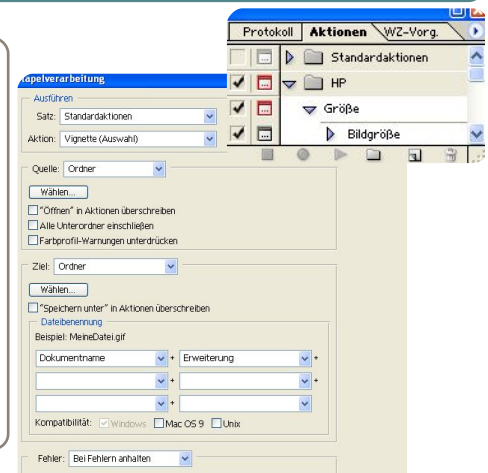 Protokoll Aktionen WZ-Vorg.
Standardaktionen
HP
Größe
Bildgröße
tapelverarbeitung
Ausführen
Satz: Standardaktionen
Aktion: Vignette (Auswahl)
Quelle: Ordner
Wählen...
"Öffnen" in Aktionen überschreiben
Alle Unterordner einschließen
Farbprofil-Warnungen unterdrücken
Ziel: Ordner
Wählen...
"Speichern unter" in Aktionen überschreiben
Dateibenennung
Beispiel: MeineDatei.gif
Dokumentname + Erweiterung +
+ +
+
Kompatibilität: Windows Mac OS 9 Unix
Fehler: Bei Fehlern anhalten